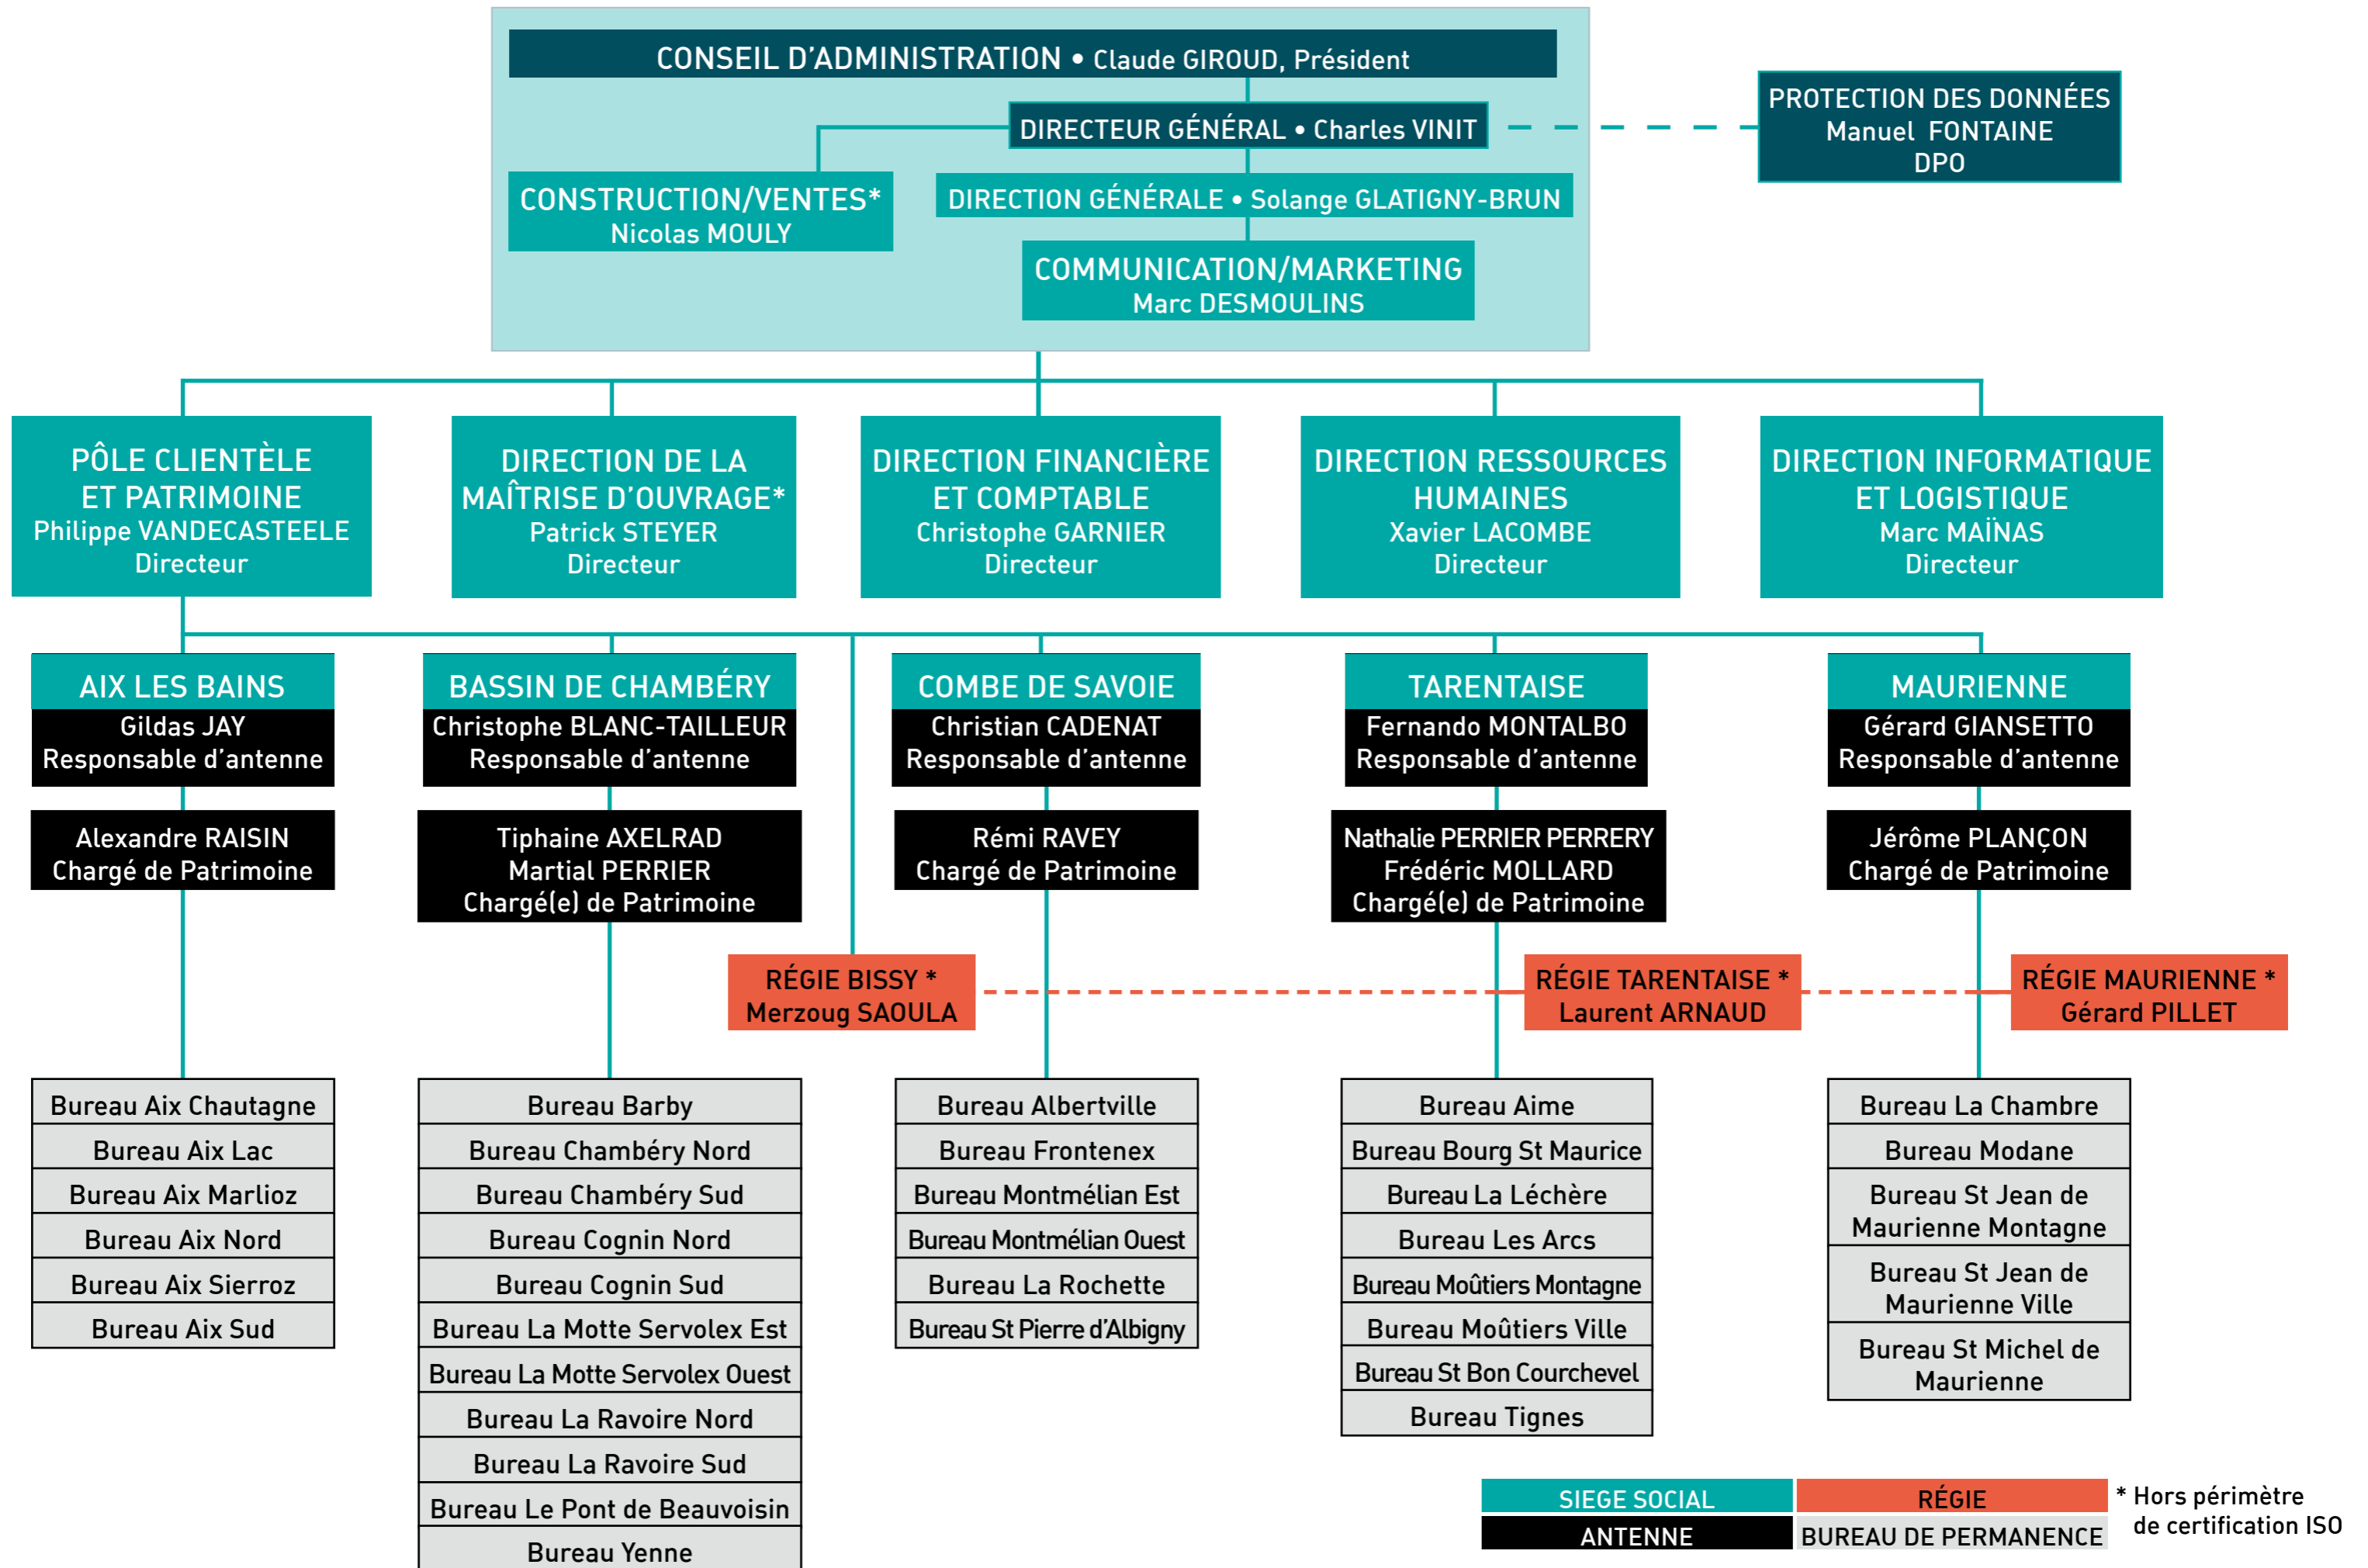 CONSEIL D'ADMINISTRATION • Claude GIROUD, Président
DIRECTEUR GÉNÉRAL • Charles VINIT
PROTECTION DES DONNÉES
Manuel FONTAINE
DPO
CONSTRUCTION/VENTES*
Nicolas MOULY
DIRECTION GÉNÉRALE • Solange GLATIGNY-BRUN
COMMUNICATION/MARKETING
Marc DESMOULINS
PÔLE CLIENTÈLE
ET PATRIMOINE
Philippe VANDECASTEELE
Directeur
DIRECTION DE LA
MAÎTRISE D'OUVRAGE*
Patrick STEYER
Directeur
DIRECTION FINANCIÈRE
ET COMPTABLE
Christophe GARNIER
Directeur
DIRECTION RESSOURCES
HUMAINES
Xavier LACOMBE
Directeur
DIRECTION INFORMATIQUE
ET LOGISTIQUE
Marc MAÏNAS
Directeur
AIX LES BAINS
Gildas JAY
Responsable d'antenne
BASSIN DE CHAMBÉRY
Christophe BLANC-TAILLEUR
Responsable d'antenne
COMBE DE SAVOIE
Christian CADENAT
Responsable d'antenne
TARENTAISE
Fernando MONTALBO
Responsable d'antenne
MAURIENNE
Gérard GIANSETTO
Responsable d'antenne
Alexandre RAISIN
Chargé de Patrimoine
Tiphaine AXELRAD
Martial PERRIER
Chargé(e) de Patrimoine
Rémi RAVEY
Chargé de Patrimoine
Nathalie PERRIER PERRERY
Frédéric MOLLARD
Chargé(e) de Patrimoine
Jérôme PLANÇON
Chargé de Patrimoine
RÉGIE BISSY *
Merzoug SAOULA
RÉGIE TARENTAISE *
Laurent ARNAUD
RÉGIE MAURIENNE *
Gérard PILLET
Bureau Aix Chautagne
Bureau Aix Lac
Bureau Aix Marlioz
Bureau Aix Nord
Bureau Aix Sierroz
Bureau Aix Sud
Bureau Barby
Bureau Chambéry Nord
Bureau Chambéry Sud
Bureau Cognin Nord
Bureau Cognin Sud
Bureau La Motte Servolex Est
Bureau La Motte Servolex Ouest
Bureau La Ravoire Nord
Bureau La Ravoire Sud
Bureau Le Pont de Beauvoisin
Bureau Yenne
Bureau Albertville
Bureau Frontenex
Bureau Montmélian Est
Bureau Montmélian Ouest
Bureau La Rochette
Bureau St Pierre d'Albigny
Bureau Aime
Bureau Bourg St Maurice
Bureau La Léchère
Bureau Les Arcs
Bureau Moûtiers Montagne
Bureau Moûtiers Ville
Bureau St Bon Courchevel
Bureau Tignes
Bureau La Chambre
Bureau Modane
Bureau St Jean de
Maurienne Montagne
Bureau St Jean de
Maurienne Ville
Bureau St Michel de
Maurienne
SIEGE SOCIAL
RÉGIE
ANTENNE
BUREAU DE PERMANENCE
* Hors périmètre
de certification ISO